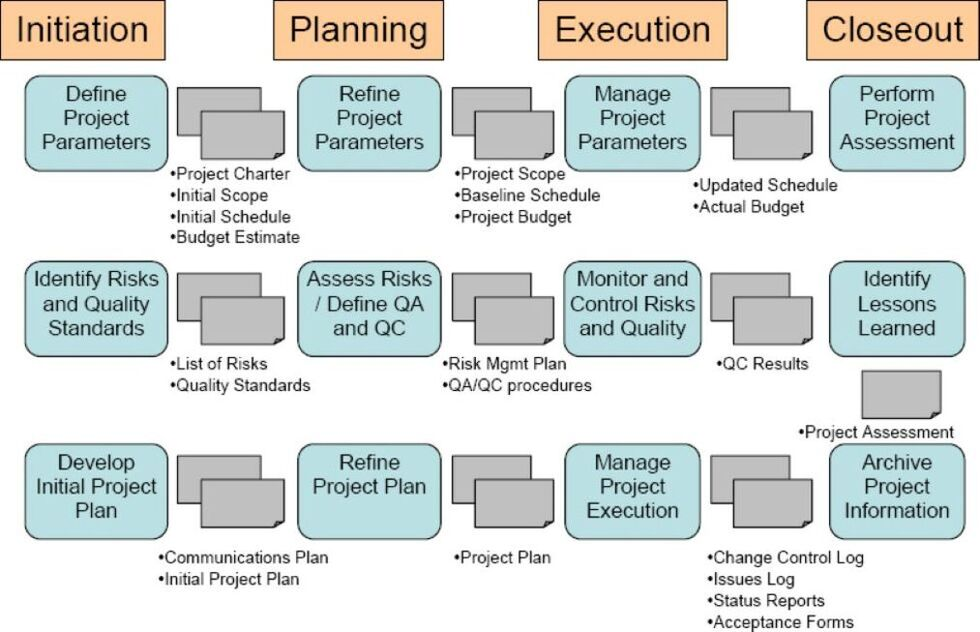 Initiation
Planning
Execution
Closeout
Define
Project
Parameters
Refine
Project
Parameters
Manage
Project
Parameters
Perform
Project
Assessment
•Project Charter
•Initial Scope
•Initial Schedule
•Budget Estimate
•Project Scope
•Baseline Schedule
•Project Budget
•Updated Schedule
•Actual Budget
Identify Risks
and Quality
Standards
Assess Risks
/ Define QA
and QC
Monitor and
Control Risks
and Quality
Identify
Lessons
Learned
•List of Risks
•Quality Standards
•Risk Mgmt Plan
•QA/QC procedures
•QC Results
•Project Assessment
Develop
Initial Project
Plan
Refine
Project Plan
Manage
Project
Execution
Archive
Project
Information
•Communications Plan
•Initial Project Plan
•Project Plan
•Change Control Log
•Issues Log
•Status Reports
•Acceptance Forms